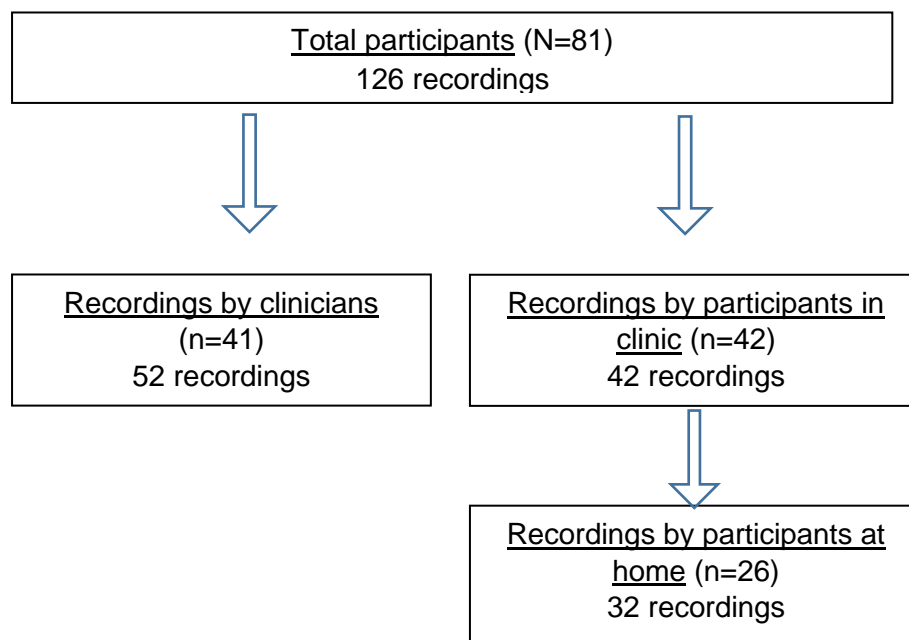 Total participants (N=81)
126 recordings
Recordings by clinicians
(n=41)
52 recordings
Recordings by participants in
clinic (n=42)
42 recordings
Recordings by participants at
home (n=26)
32 recordings